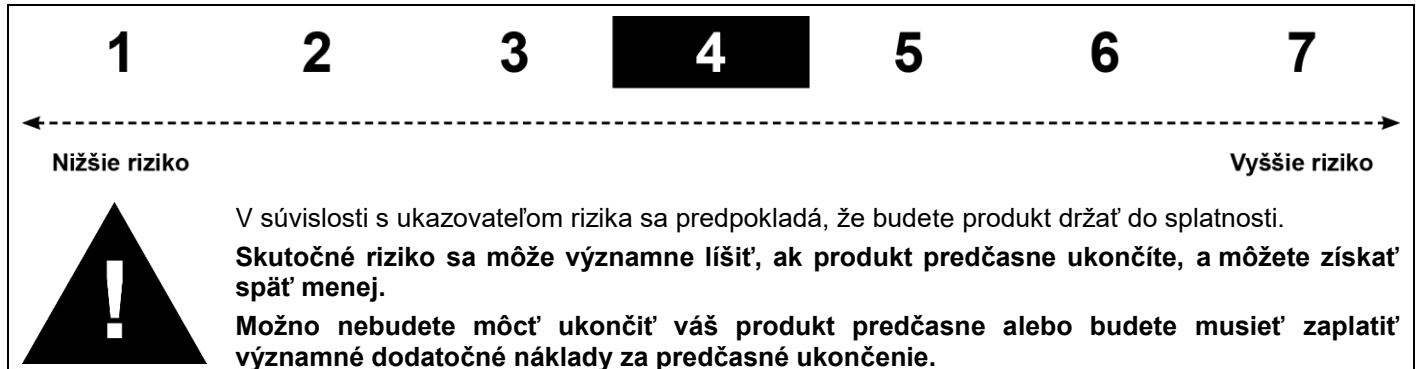 1 2 3 4 5 6 7
Nižšie riziko Vyššie riziko
!
V súvislosti s ukazovateľom rizika sa predpokladá, že budete produkt držať do splatnosti.
Skutočné riziko sa môže významne líšiť, ak produkt predčasne ukončíte, a môžete získať
späť menej.
Možno nebudete môcť ukončiť váš produkt predčasne alebo budete musieť zaplatiť
významné dodatočné náklady za predčasné ukončenie.